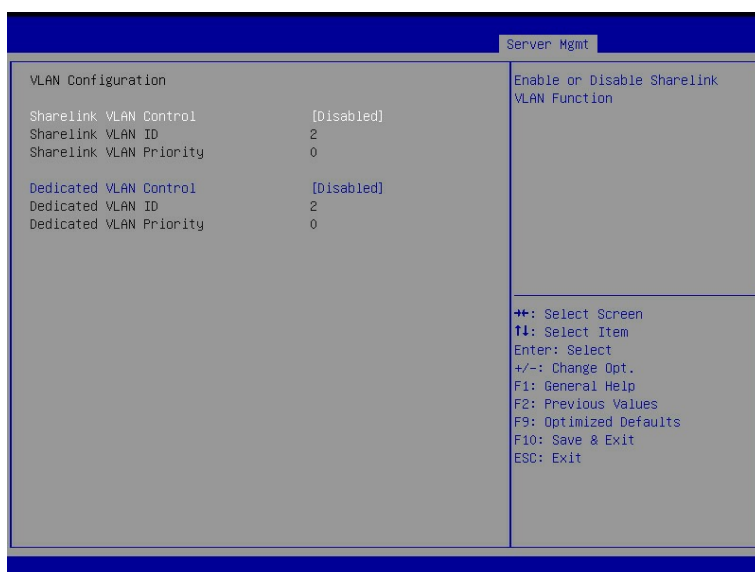 Server Mgmt
VLAN Configuration
Sharelink VLAN Control [Disabled]
Sharelink VLAN ID 2
Sharelink VLAN Priority 0
Dedicated VLAN Control [Disabled]
Dedicated VLAN ID 2
Dedicated VLAN Priority 0
Enable or Disable Sharelink
VLAN Function
→←: Select Screen
↑↓: Select Item
Enter: Select
+/-: Change Opt.
F1: General Help
F2: Previous Values
F9: Optimized Defaults
F10: Save & Exit
ESC: Exit